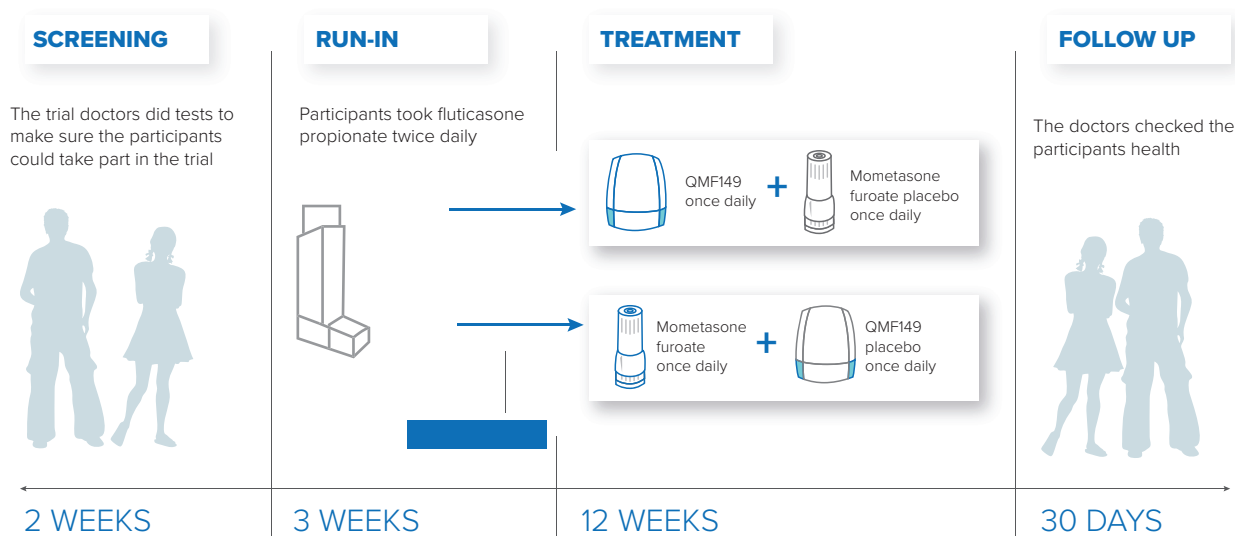 SCREENING
The trial doctors did tests to
make sure the participants
could take part in the trial
RUN-IN
Participants took fluticasone
propionate twice daily
TREATMENT
QMF149
once daily
+
Mometasone
furoate placebo
once daily
Mometasone
furoate
once daily
+
QMF149
placebo
once daily
FOLLOW UP
The doctors checked the
participants health
2 WEEKS
3 WEEKS
12 WEEKS
30 DAYS